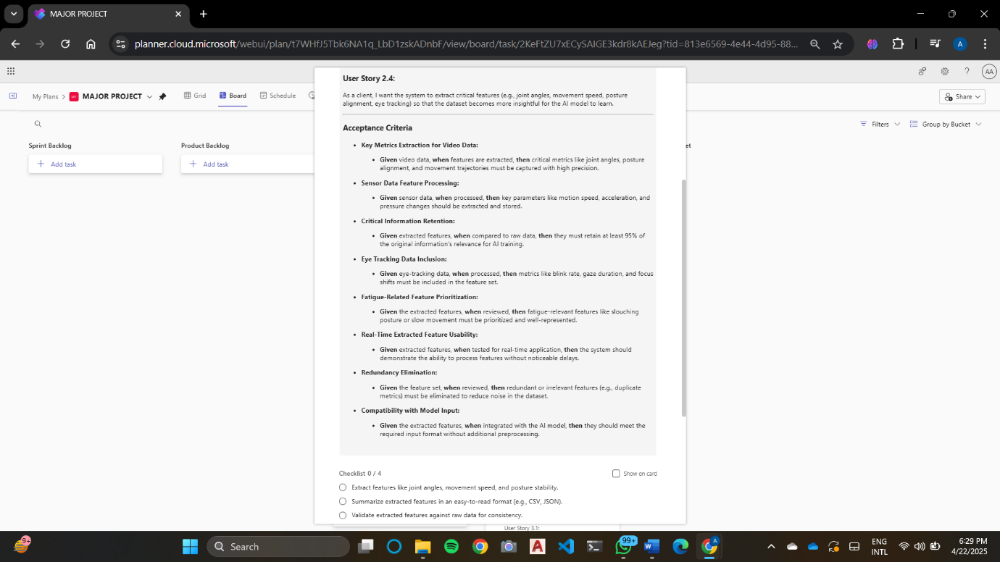 MAJOR PROJECT
planner.cloud.microsoft/webui/plan/t7WHfJ5Tbk6NA1q_LbD1zskADnbF/view/board/task/2KeFtZU7xECySAIGE3kdr8kAEJeg?tid=813e6569-4e44-4d95-88...
A
AA
My Plans
MP
MAJOR PROJECT
Grid
Board
Schedule
Share
Filters
Group by Bucket
Sprint Backlog
Product Backlog
et
Add task
Add task
User Story 2.4:
As a client, I want the system to extract critical features (e.g., joint angles, movement speed, posture
alignment, eye tracking) so that the dataset becomes more insightful for the AI model to learn.
Acceptance Criteria
• Key Metrics Extraction for Video Data:
• Given video data, when features are extracted, then critical metrics like joint angles, posture
alignment, and movement trajectories must be captured with high precision.
• Sensor Data Feature Processing:
• Given sensor data, when processed, then key parameters like motion speed, acceleration, and
pressure changes should be extracted and stored.
• Critical Information Retention:
• Given extracted features, when compared to raw data, then they must retain at least 95% of
the original information's relevance for AI training.
• Eye Tracking Data Inclusion:
• Given eye-tracking data, when processed, then metrics like blink rate, gaze duration, and focus
shifts must be included in the feature set.
• Fatigue-Related Feature Prioritization:
• Given the extracted features, when reviewed, then fatigue-relevant features like slouching
posture or slow movement must be prioritized and well-represented.
• Real-Time Extracted Feature Usability:
• Given extracted features, when tested for real-time application, then the system should
demonstrate the ability to process features without noticeable delays.
• Redundancy Elimination:
• Given the feature set, when reviewed, then redundant or irrelevant features (e.g., duplicate
metrics) must be eliminated to reduce noise in the dataset.
• Compatibility with Model Input:
• Given the extracted features, when integrated with the AI model, then they should meet the
required input format without additional preprocessing.
Checklist 0 / 4
Show on card
Extract features like joint angles, movement speed, and posture stability.
Summarize extracted features in an easy-to-read format (e.g., CSV, JSON).
Validate extracted features against raw data for consistency.
User Story 3.1:
9+
Search
99+
A
ENG
INTL
6:29 PM
4/22/2025